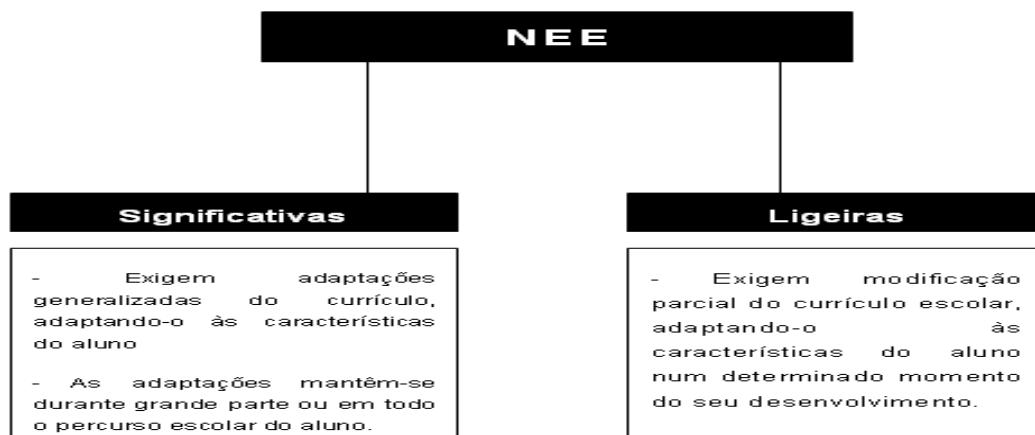 NEE
Significativas
- Exigem adaptações
generalizadas do currículo,
adaptando-o às características
do aluno
- As adaptações mantêm-se
durante grande parte ou em todo
o percurso escolar do aluno.
Ligeiras
- Exigem modificação
parcial do currículo escolar,
adaptando-o às
características do aluno
num determinado momento
do seu desenvolvimento.